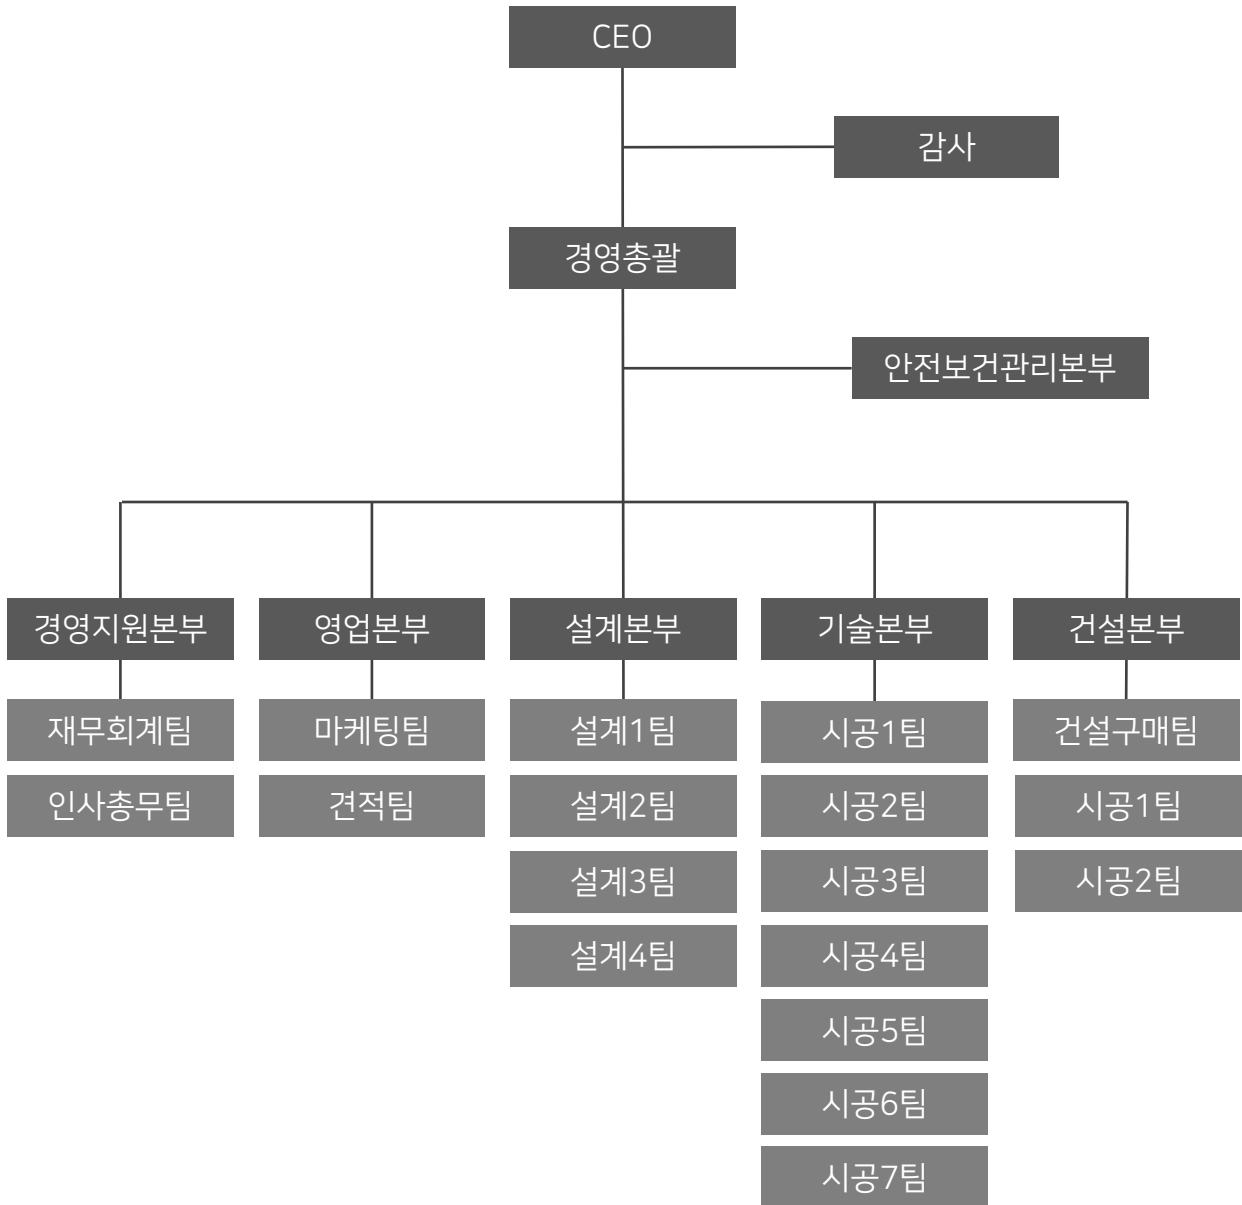 CEO
감사
경영총괄
안전보건관리본부
경영지원본부
영업본부
설계본부
기술본부
건설본부
재무회계팀
마케팅팀
설계1팀
시공1팀
건설구매팀
인사총무팀
견적팀
설계2팀
시공2팀
시공1팀
설계3팀
시공3팀
시공2팀
설계4팀
시공4팀
시공5팀
시공6팀
시공7팀